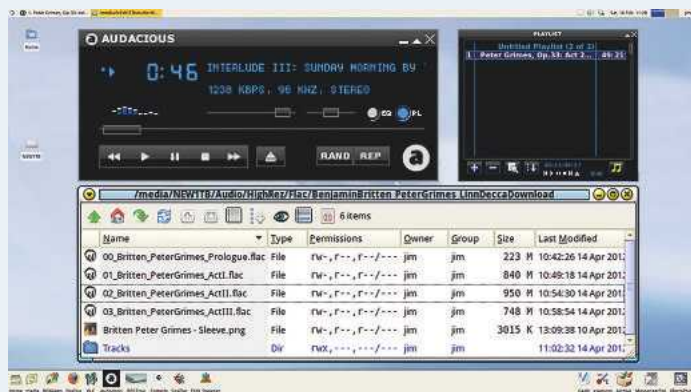 AUDACIOUS
0:46
INTERLUDE III: SUNDAY MORNING BY
1238 KBPS, 96 KHZ, STEREO
EQ PL
RAND REP
PLAYLIST
Untitled Playlist (2 of 2)
1 Peter Grimes, Op.33: Act 2... 49:21
Home
NEW1TB
/media/NEW1TB/Audio/HighRez/Flac/BenjaminBritten PeterGrimes LinnDeccaDownload
6 items
Name Type Permissions Owner Group Size Last Modified
00_Britten_PeterGrimes_Prologue.flac File rw-,r--,r--/--- jim jim 223 M 10:42:26 14 Apr 201
01_Britten_PeterGrimes_ActI.flac File rw-,r--,r--/--- jim jim 840 M 10:49:18 14 Apr 201
02_Britten_PeterGrimes_ActII.flac File rw-,r--,r--/--- jim jim 950 M 10:54:30 14 Apr 201
03_Britten_PeterGrimes_ActIII.flac File rw-,r--,r--/--- jim jim 748 M 10:58:54 14 Apr 201
Britten Peter Grimes - Sleeve.png File rw-,r--,r--/--- jim jim 3015 K 13:09:38 10 Apr 201
Tracks Dir rwx,---,---/--- jim jim 11:02:32 14 Apr 201